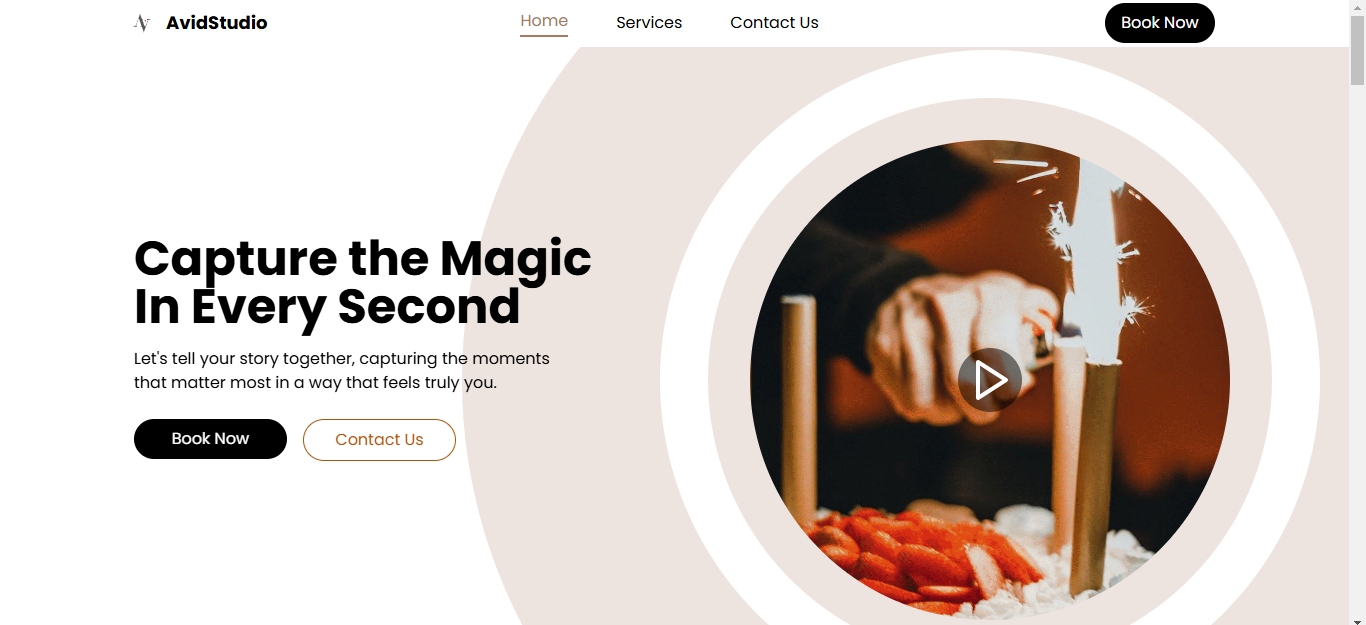 AvidStudio
Home
Services
Contact Us
Book Now
Capture the Magic
In Every Second
Let's tell your story together, capturing the moments
that matter most in a way that feels truly you.
Book Now
Contact Us